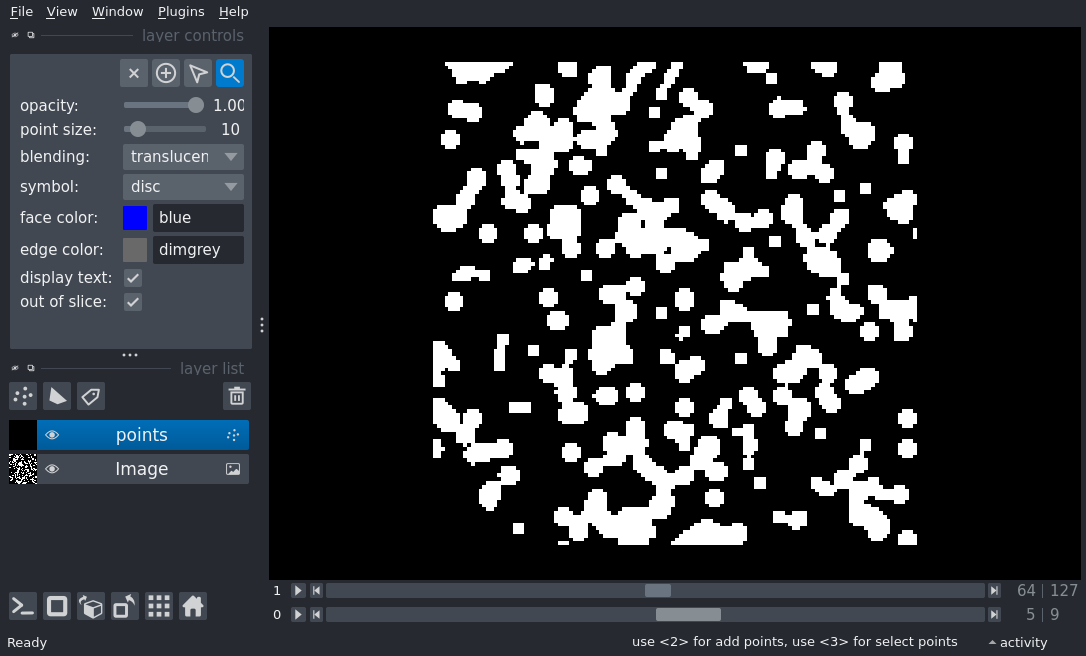 File View Window Plugins Help
layer controls
opacity: 1.00
point size: 10
blending: translucen
symbol: disc
face color: blue
edge color: dimgrey
display text:
out of slice:
layer list
points
Image
1 64 | 127
0 5 | 9
Ready use <2> for add points, use <3> for select points activity